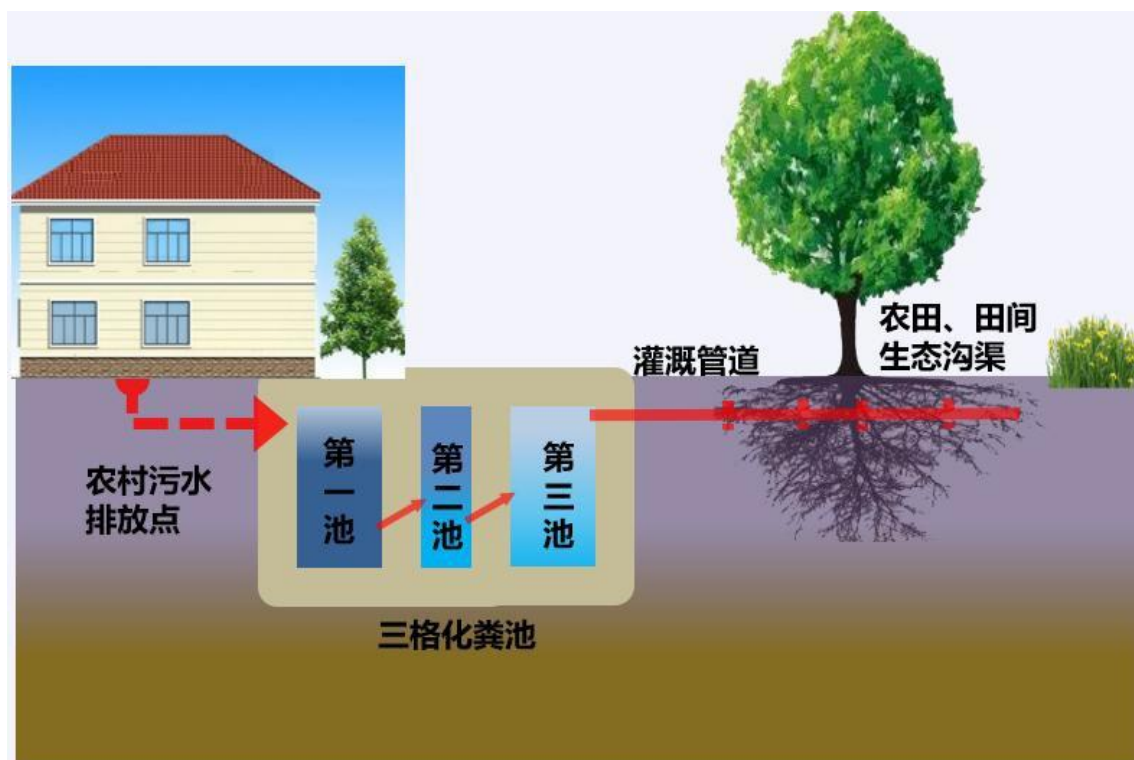 农村污水
排放点
第一池
第二池
第三池
三格化粪池
灌溉管道
农田、田间
生态沟渠